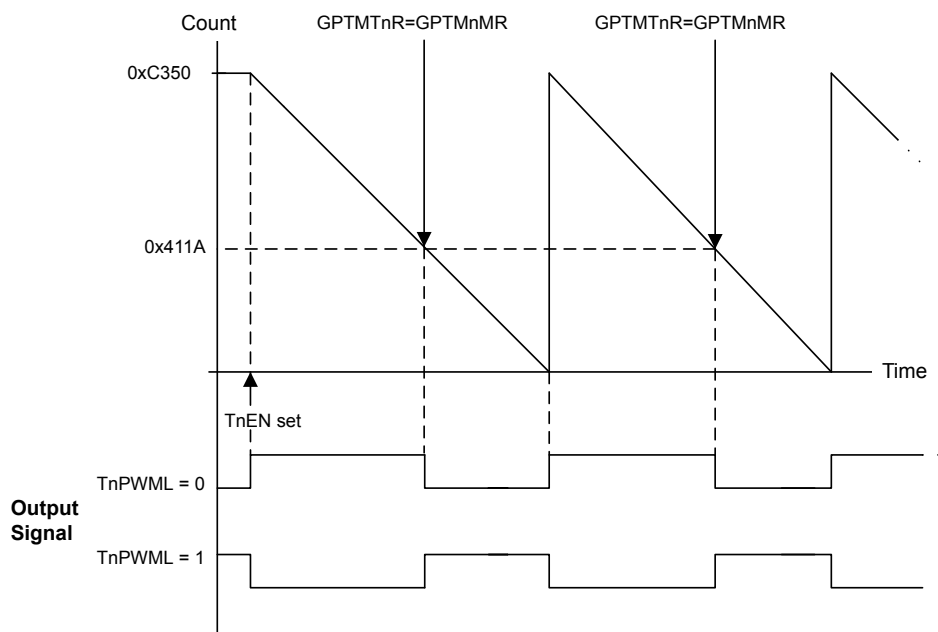 Count
GPTMTnR=GPTMnMR
GPTMTnR=GPTMnMR
0xC350
0x411A
Time
TnEN set
TnPWML = 0
Output
Signal
TnPWML = 1